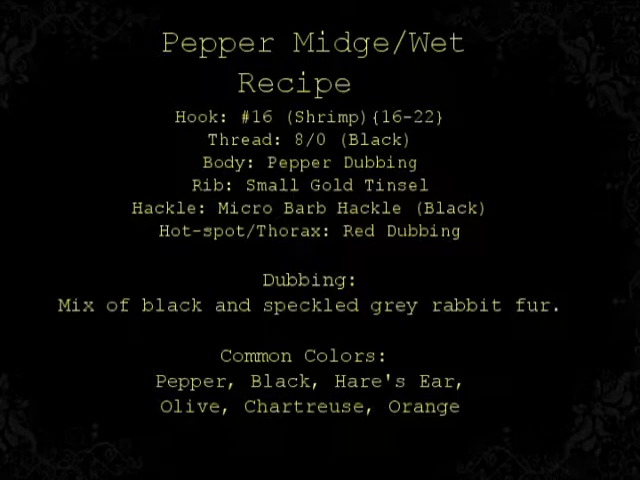 Pepper Midge/Wet
Recipe
Hook: #16 (Shrimp){16-22}
Thread: 8/0 (Black)
Body: Pepper Dubbing
Rib: Small Gold Tinsel
Hackle: Micro Barb Hackle (Black)
Hot-spot/Thorax: Red Dubbing
Dubbing:
Mix of black and speckled grey rabbit fur.
Common Colors:
Pepper, Black, Hare's Ear,
Olive, Chartreuse, Orange